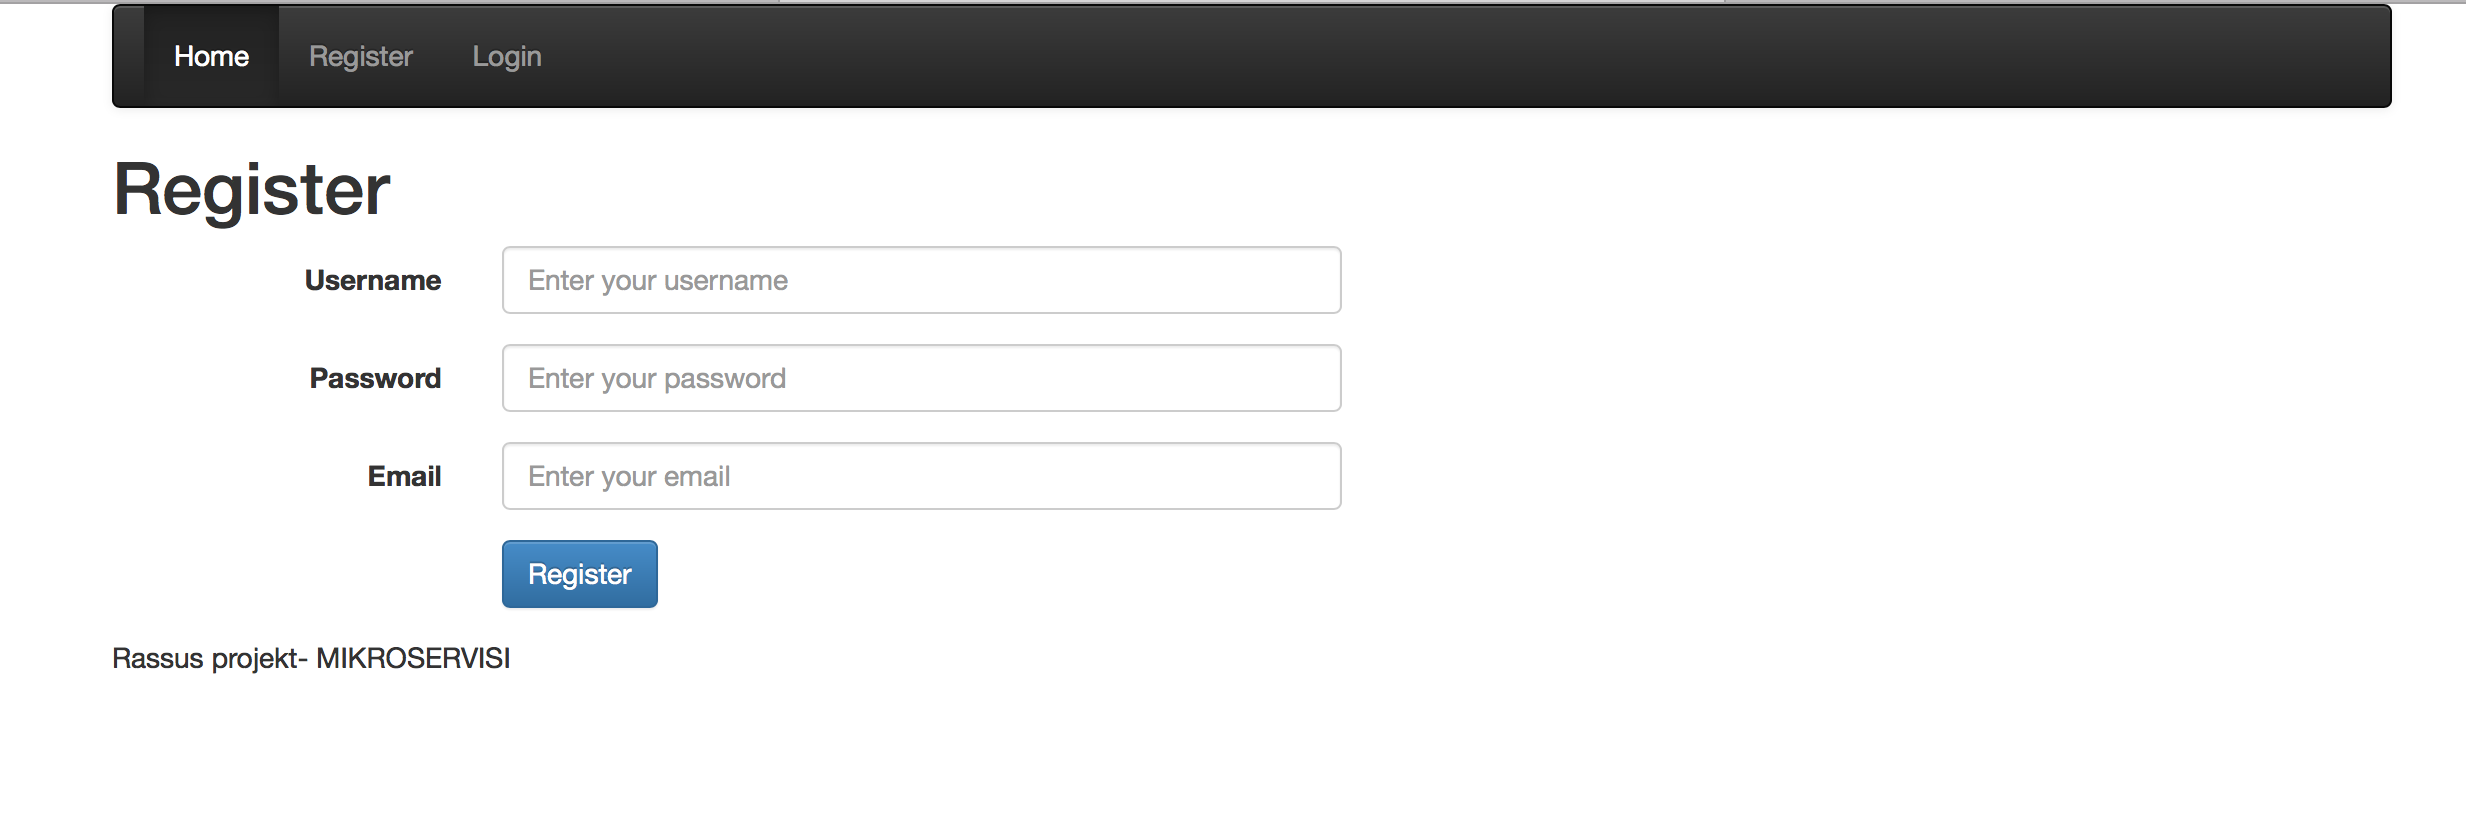 Home Register Login
Register
Username Enter your username
Password Enter your password
Email Enter your email
Register
Rassus projekt- MIKROSERVISI